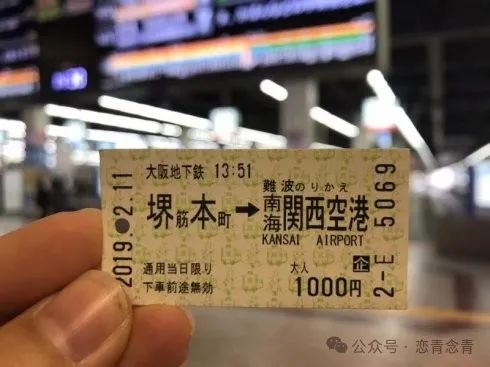 大阪地下鉄 13:51
堺筋本町➡難波のりかえ南海関西空港
KANSAI AIRPORT
通用当日限り 大人 企
下車前途無効 1000円
2019.-2.11
2-E 5069
公众号·恋青念青